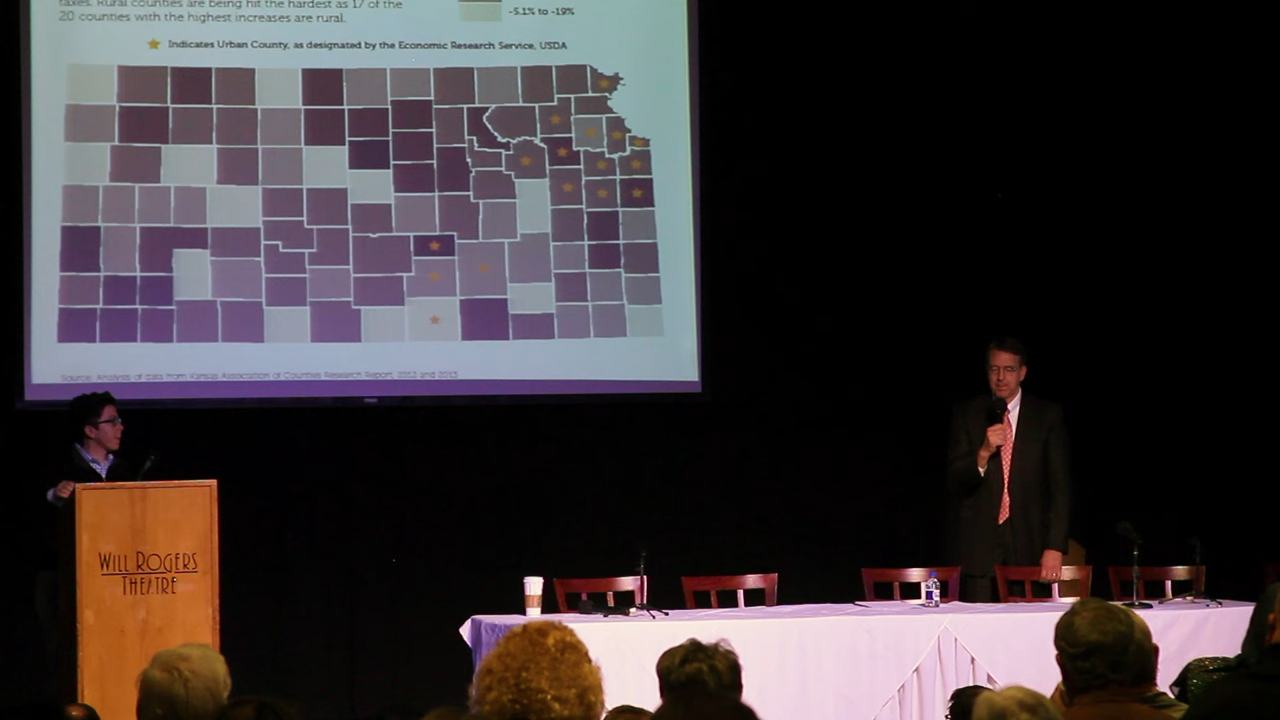 taxes. Rural counties are being hit the hardest as 17 of the
20 counties with the highest increases are rural.
-5.1% to -19%
Indicates Urban County, as designated by the Economic Research Service, USDA
Source: Analysis of data from Kansas Association of Counties Research Report, 2012 and 2013
WILL ROGERS
THEATRE